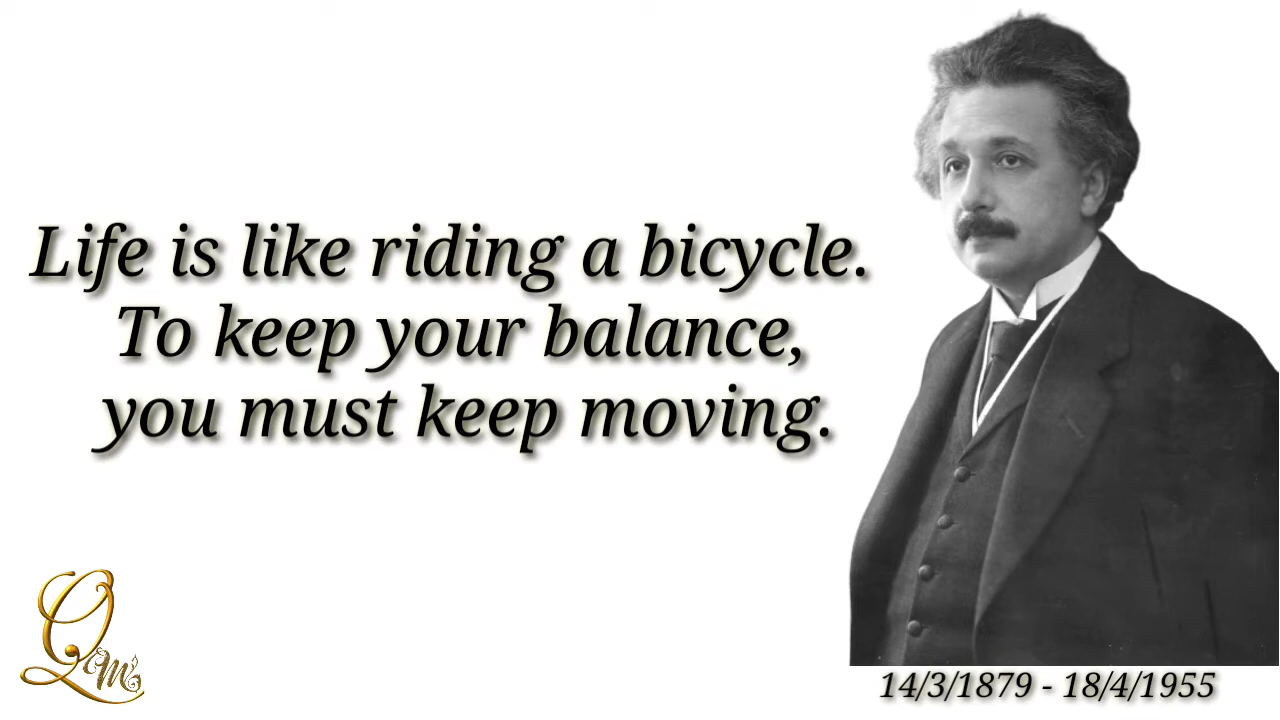 Life is like riding a bicycle.
To keep your balance,
you must keep moving.
14/3/1879 - 18/4/1955